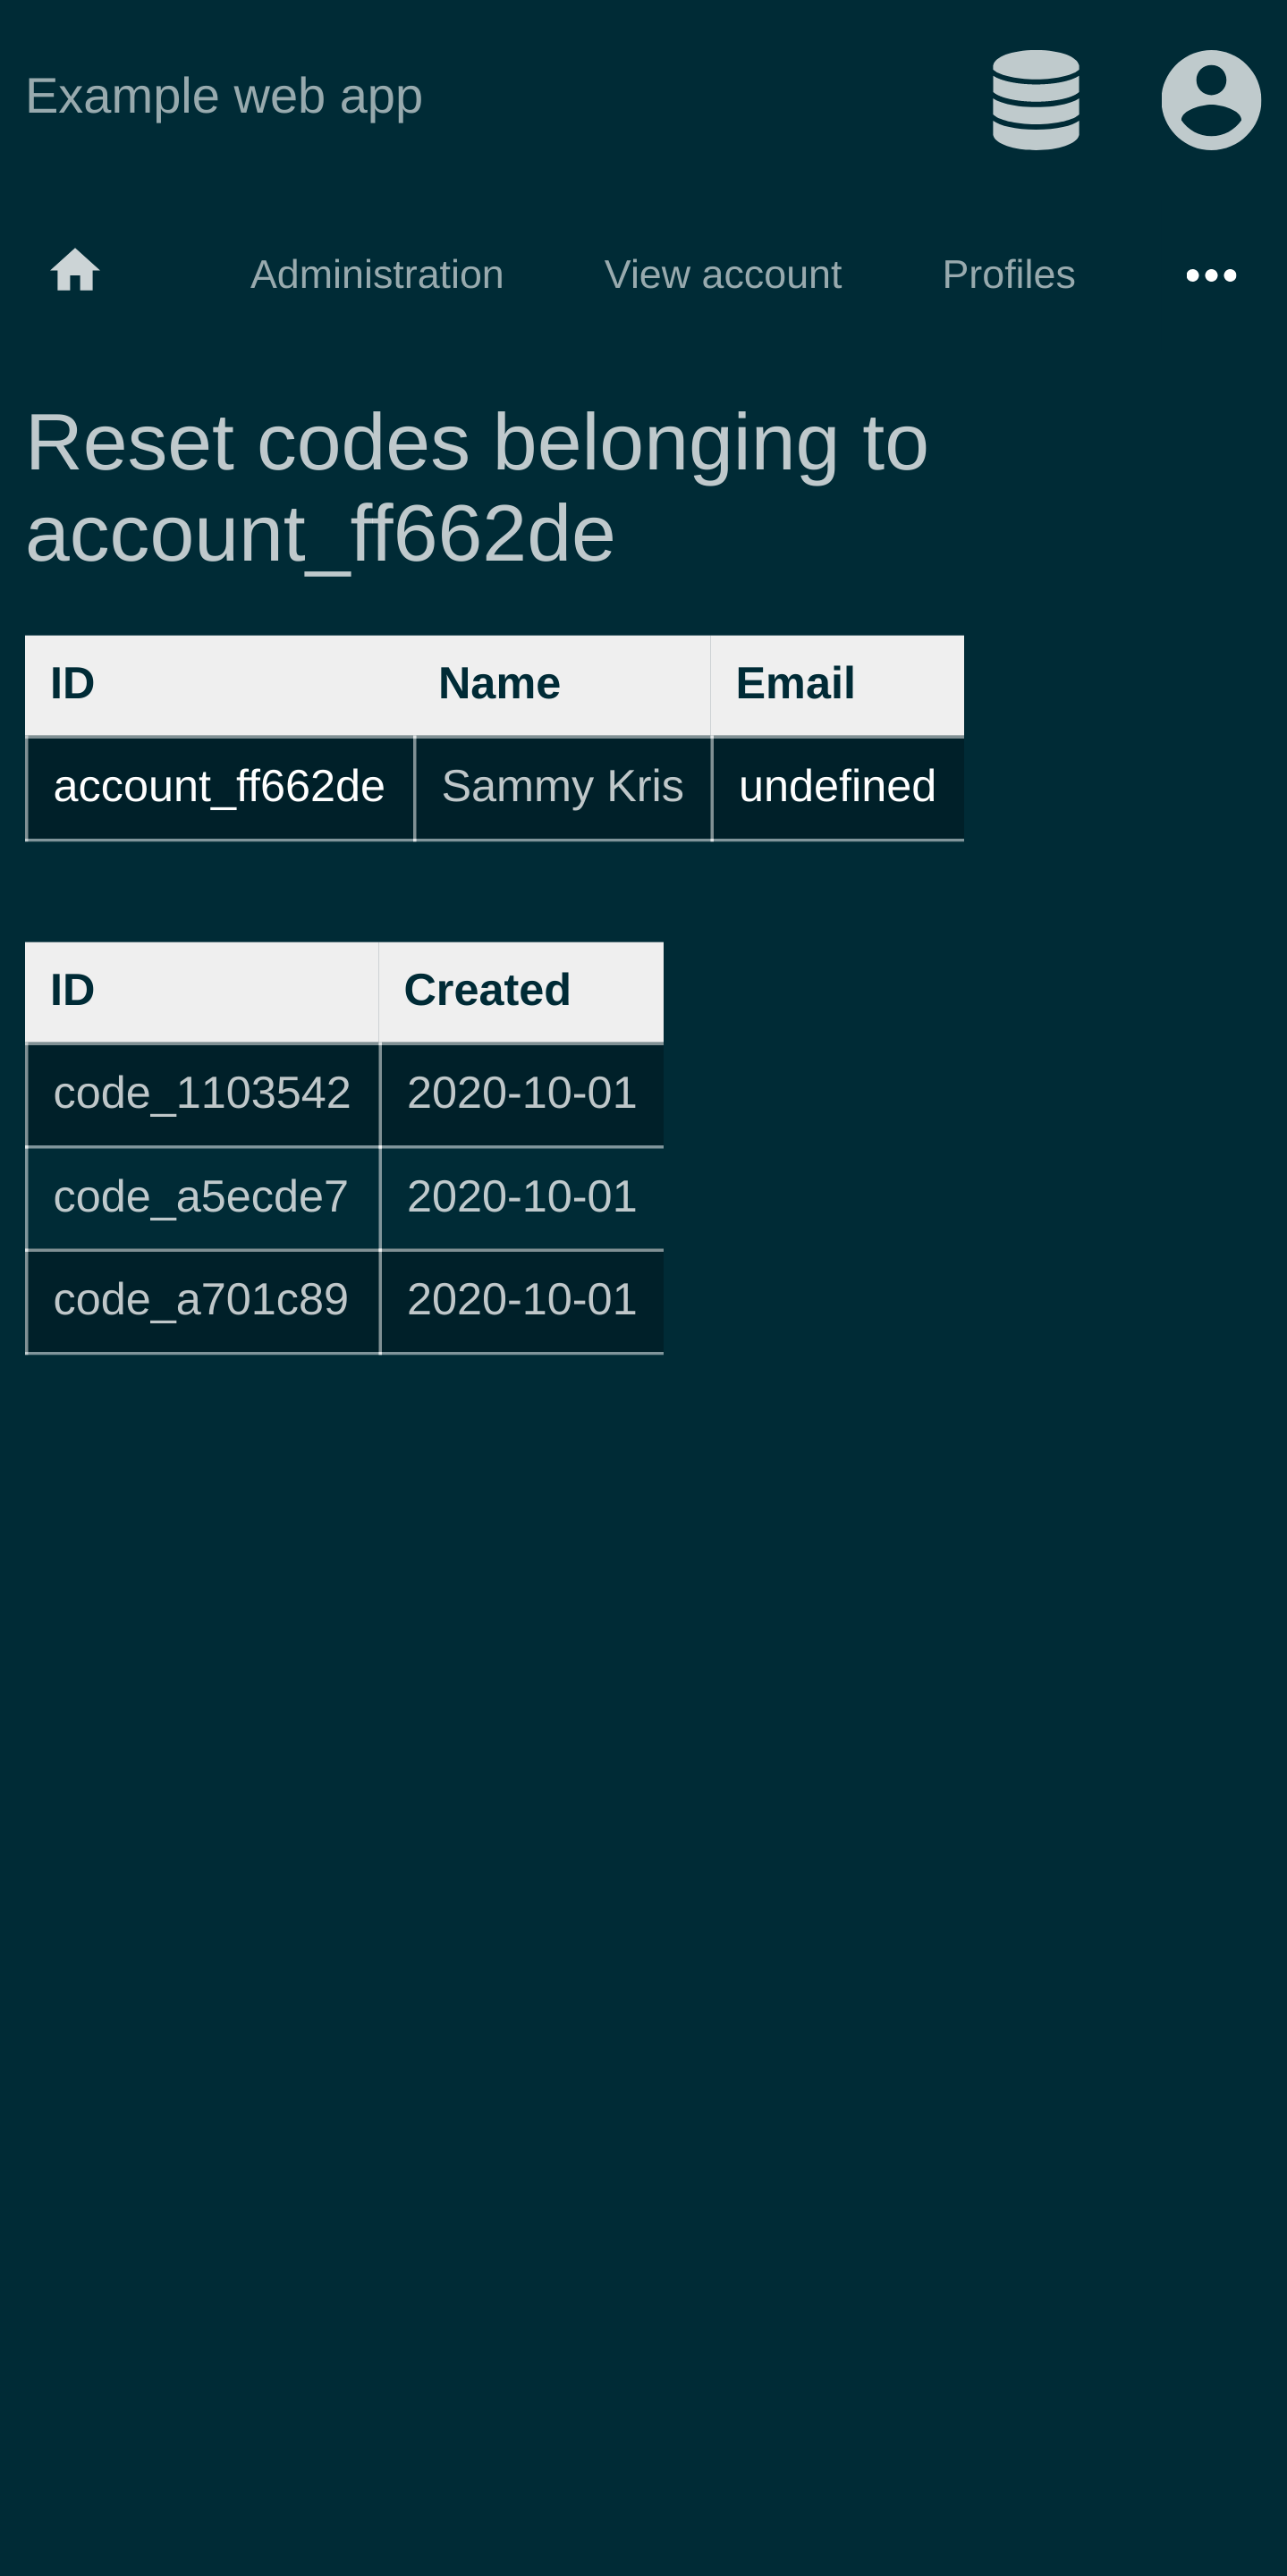 Example web app
Administration View account Profiles
Reset codes belonging to
account_ff662de
ID Name Email
account_ff662de Sammy Kris undefined
ID Created
code_1103542 2020-10-01
code_a5ecde7 2020-10-01
code_a701c89 2020-10-01